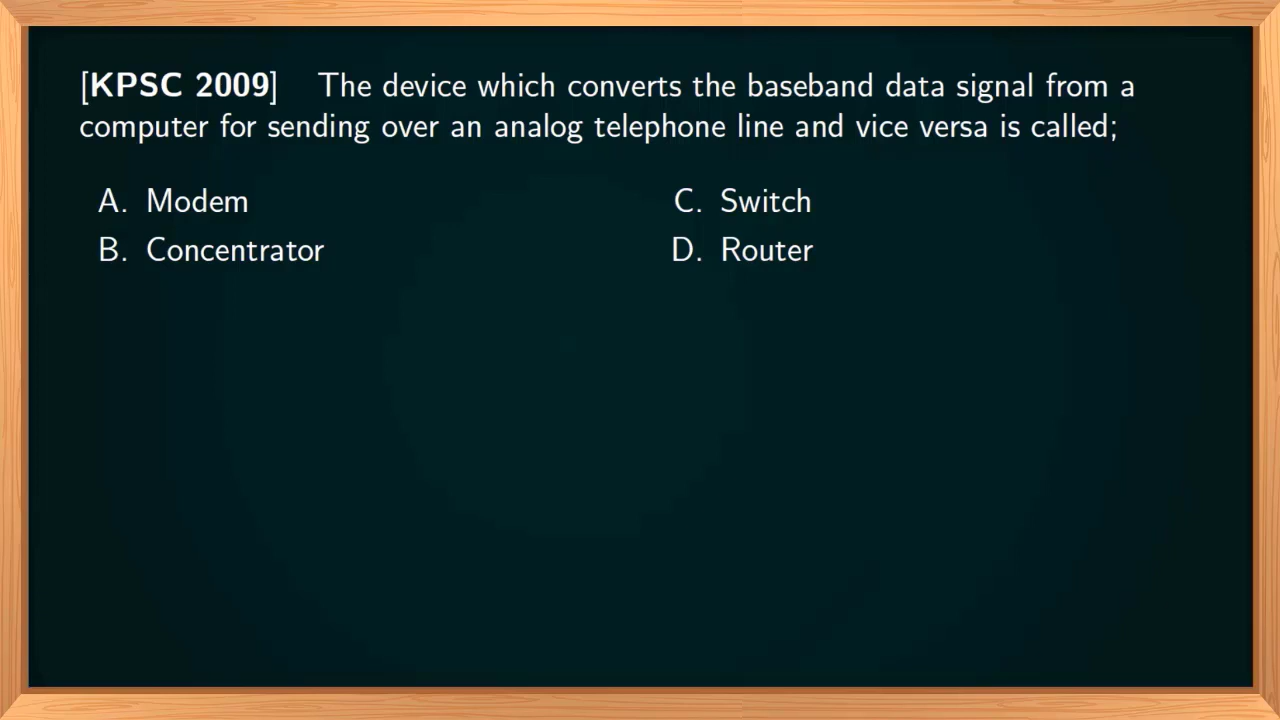 [KPSC 2009] The device which converts the baseband data signal from a
computer for sending over an analog telephone line and vice versa is called;
A. Modem
B. Concentrator
C. Switch
D. Router